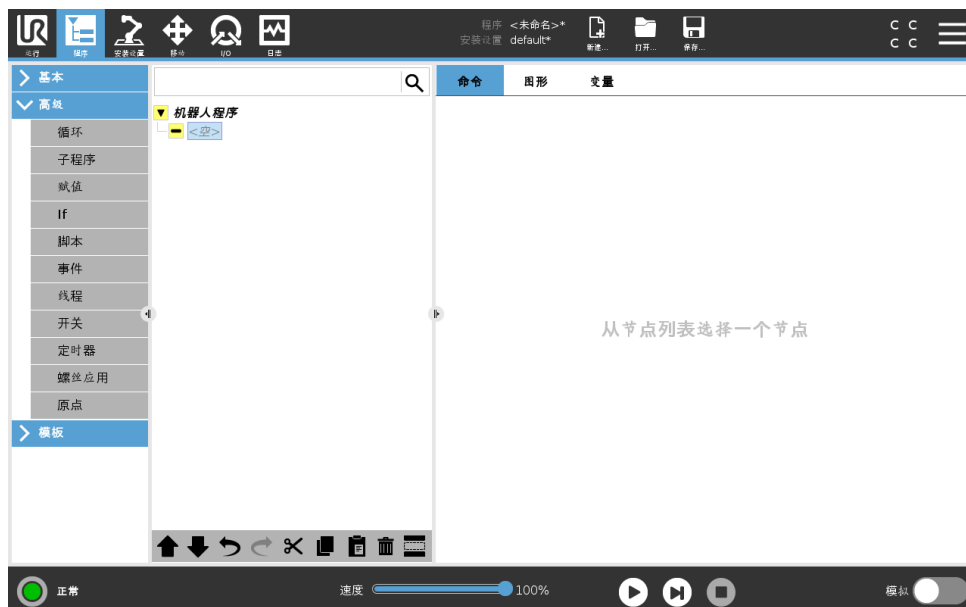 程序 <未命名>*
安装设置 default*
C C
C C
运行
程序
安装设置
移动
I/O
日志
新建...
打开...
保存...
基本
高级
循环
子程序
赋值
If
脚本
事件
线程
开关
定时器
螺丝应用
原点
模板
机器人程序
<空>
命令
图形
变量
从节点列表选择一个节点
正常
速度
100%
模拟